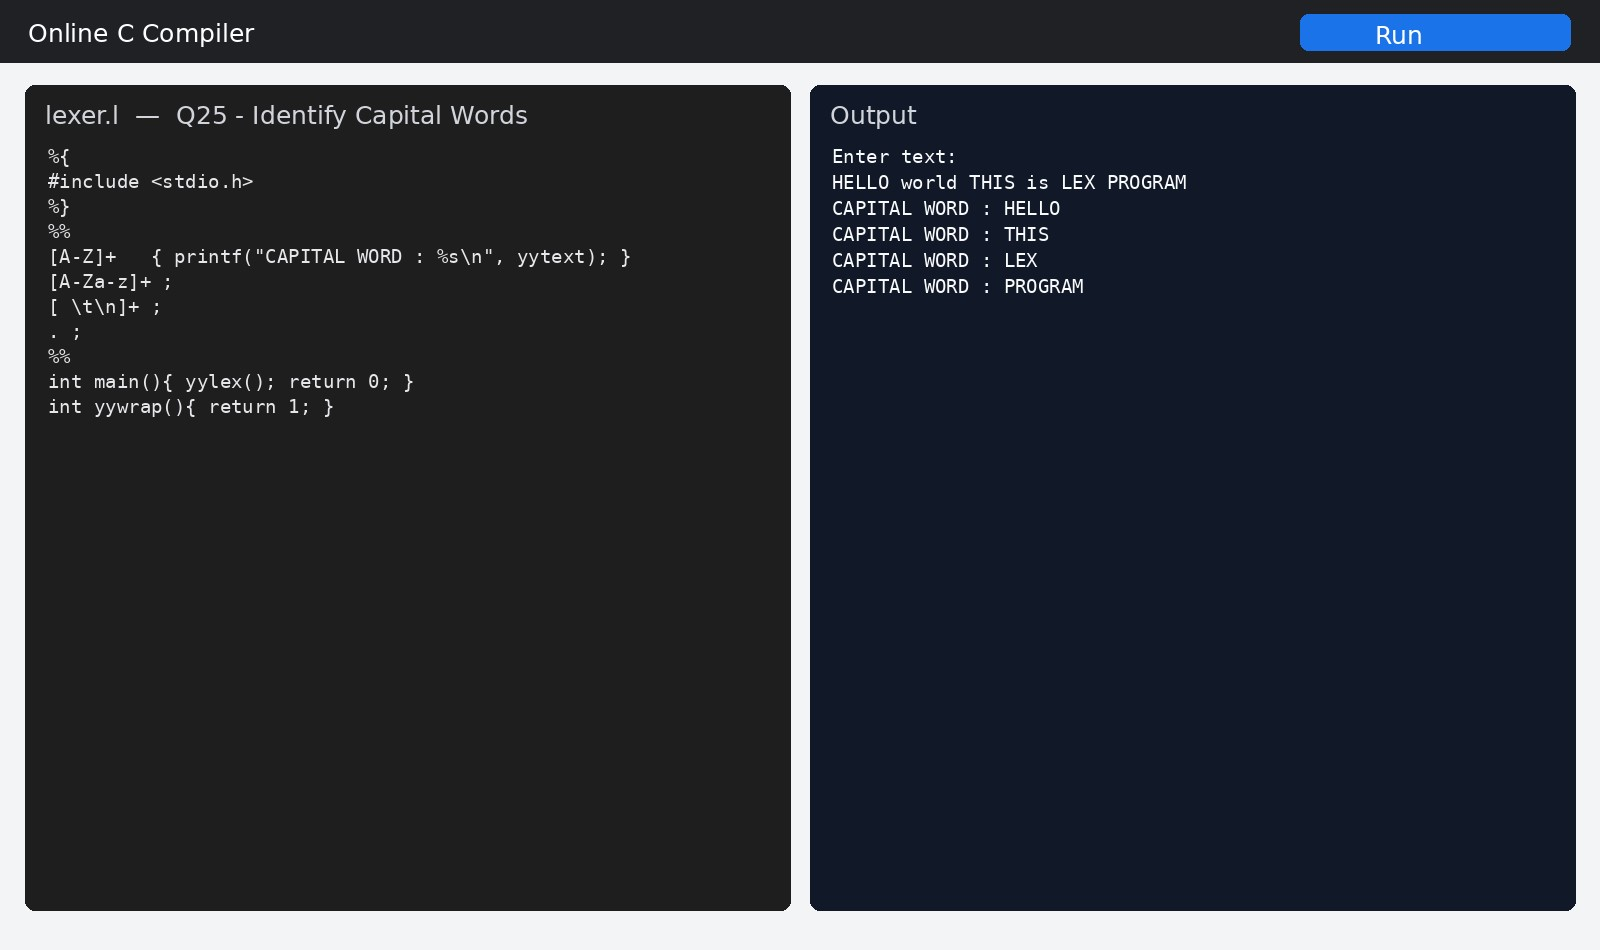 Online C Compiler
Run
lexer.l — Q25 - Identify Capital Words
%{
#include <stdio.h>
%}
%%
[A-Z]+   { printf("CAPITAL WORD : %s\n", yytext); }
[A-Za-z]+ ;
[ \t\n]+ ;
. ;
%%
int main(){ yylex(); return 0; }
int yywrap(){ return 1; }
Output
Enter text:
HELLO world THIS is LEX PROGRAM
CAPITAL WORD : HELLO
CAPITAL WORD : THIS
CAPITAL WORD : LEX
CAPITAL WORD : PROGRAM